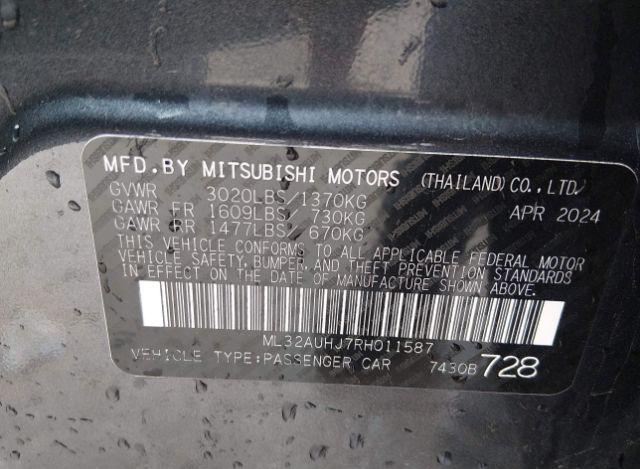 MFD.BY MITSUBISHI MOTORS (THAILAND)CO.,LTD.
GVWR 3020LBS/1370KG
GAWR FR 1609LBS/ 730KG APR 2024
GAWR RR 1477LBS/ 670KG
THIS VEHICLE CONFORMS TO ALL APPLICABLE FEDERAL MOTOR
VEHICLE SAFETY, BUMPER, AND THEFT PREVENTION STANDARDS
IN EFFECT ON THE DATE OF MANUFACTURE SHOWN ABOVE.
ML32AUHJ7RH011587
VEHICLE TYPE:PASSENGER CAR 7430B 728